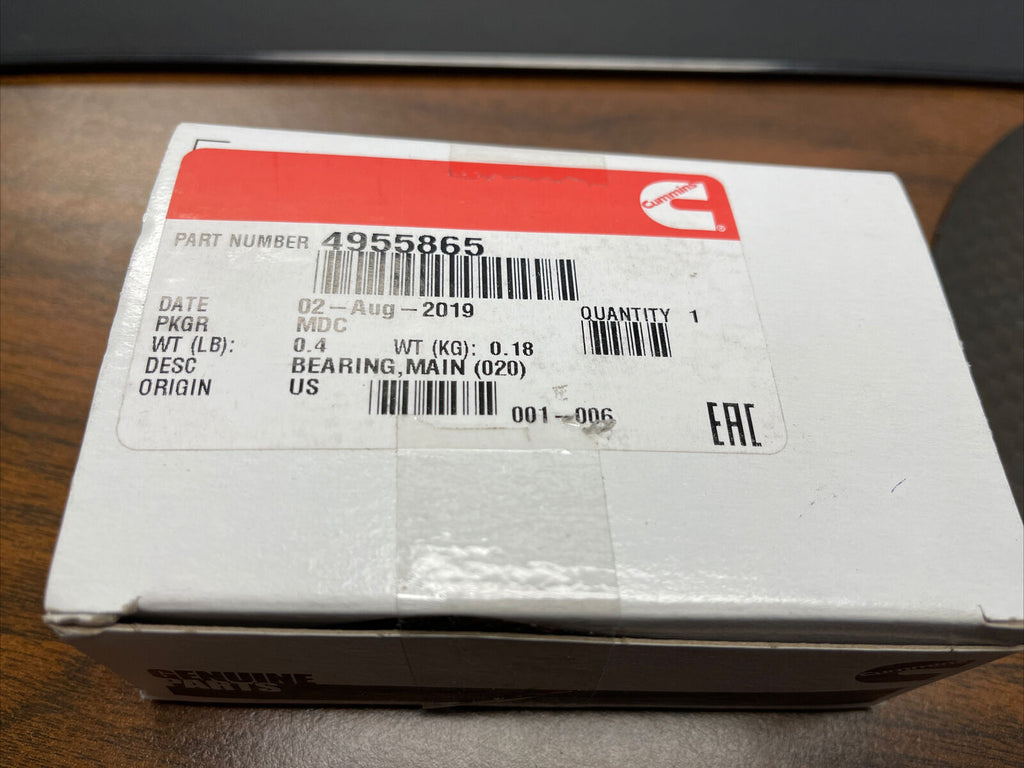 Cummins
®
PART NUMBER 4955865
DATE 02-Aug-2019
QUANTITY 1
PKGR MDC
WT (LB): 0.4 WT (KG): 0.18
DESC BEARING,MAIN (020)
ORIGIN US
001-006
EAC
GENUINE
PARTS